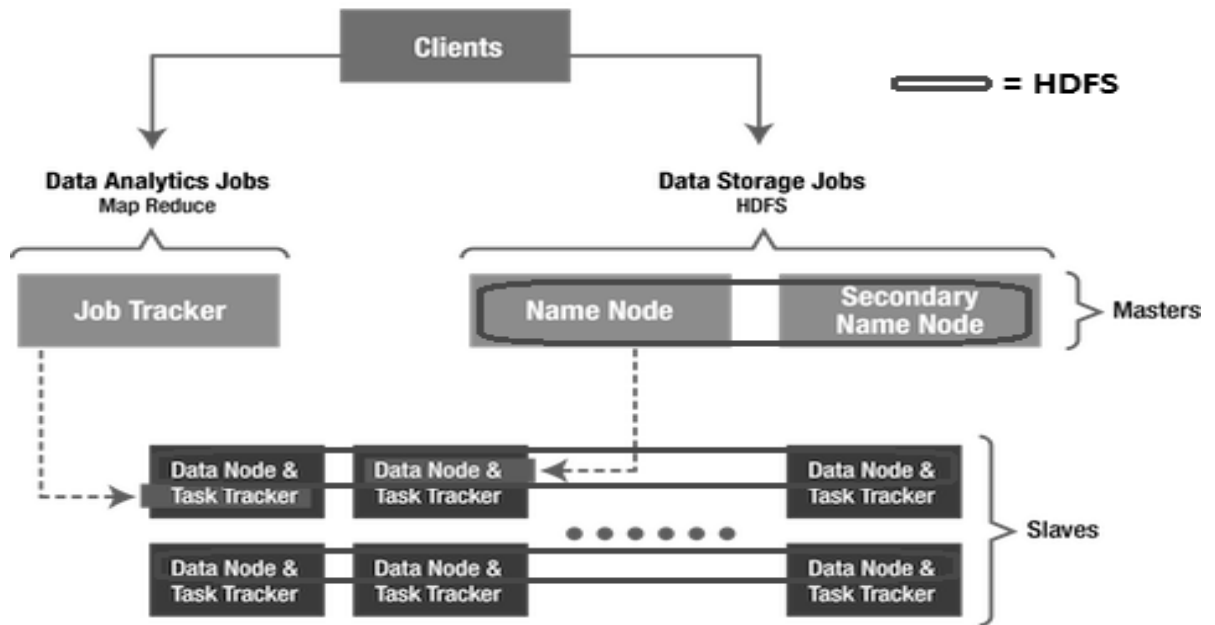 Clients
= HDFS
Data Analytics Jobs
Map Reduce
Data Storage Jobs
HDFS
Job Tracker
Name Node
Secondary
Name Node
Masters
Data Node &
Task Tracker
Data Node &
Task Tracker
Data Node &
Task Tracker
Slaves
Data Node &
Task Tracker
Data Node &
Task Tracker
Data Node &
Task Tracker